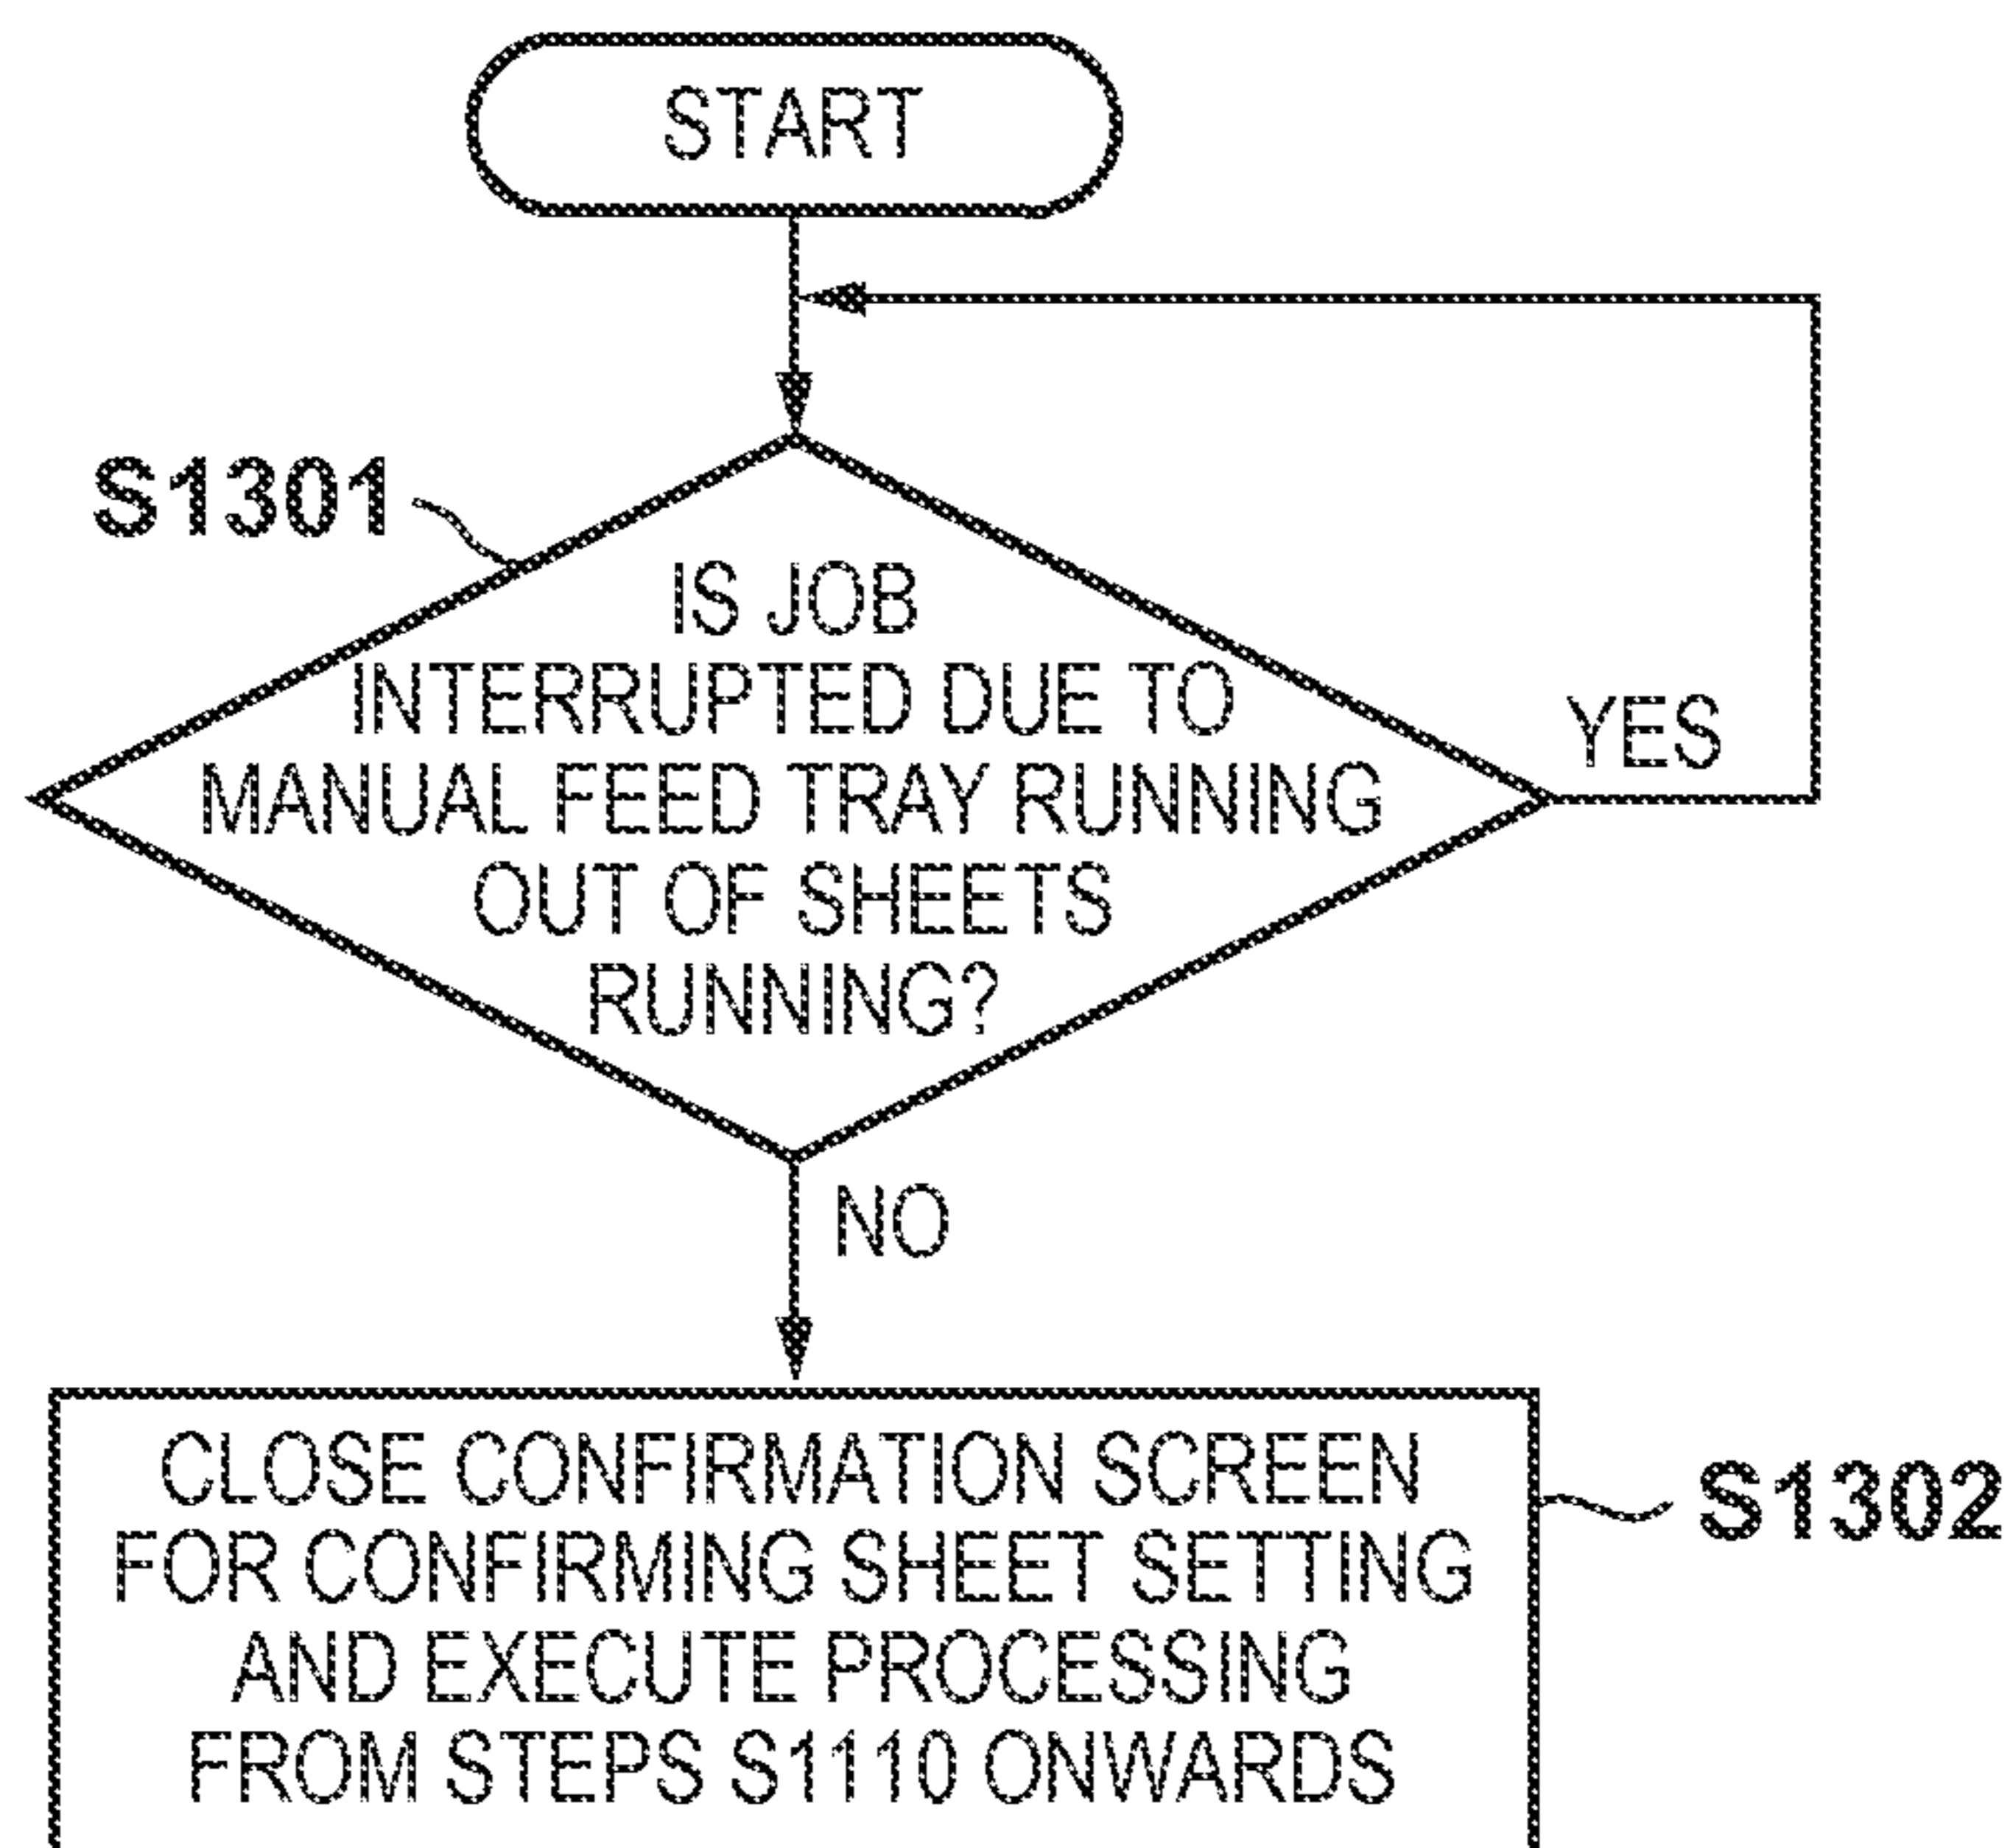 START
S1301
IS JOB
INTERRUPTED DUE TO
MANUAL FEED TRAY RUNNING
OUT OF SHEETS
RUNNING?
YES
NO
CLOSE CONFIRMATION SCREEN
FOR CONFIRMING SHEET SETTING
AND EXECUTE PROCESSING
FROM STEPS S1110 ONWARDS
S1302